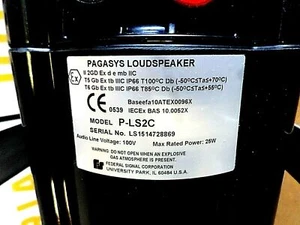 PAGASYS LOUDSPEAKER
II 2GD Ex d e mb IIC
T5 Gb Ex tb IIIC IP66 T100°C Db (-50°C≤Ta≤+70°C)
T6 Gb Ex tb IIIC IP66 T85°C Db (-50°C≤Ta≤+55°C)
Baseefa10ATEX0096X
0539 IECEx BAS 10.0052X
MODEL P-LS2C
SERIAL No. LS1514728869
Audio Line Voltage: 100V Max Rated Power: 25W
WARNING: DO NOT OPEN WHEN AN EXPLOSIVE
GAS ATMOSPHERE IS PRESENT.
FEDERAL SIGNAL CORPORATION
UNIVERSITY PARK, IL 60484 U.S.A.